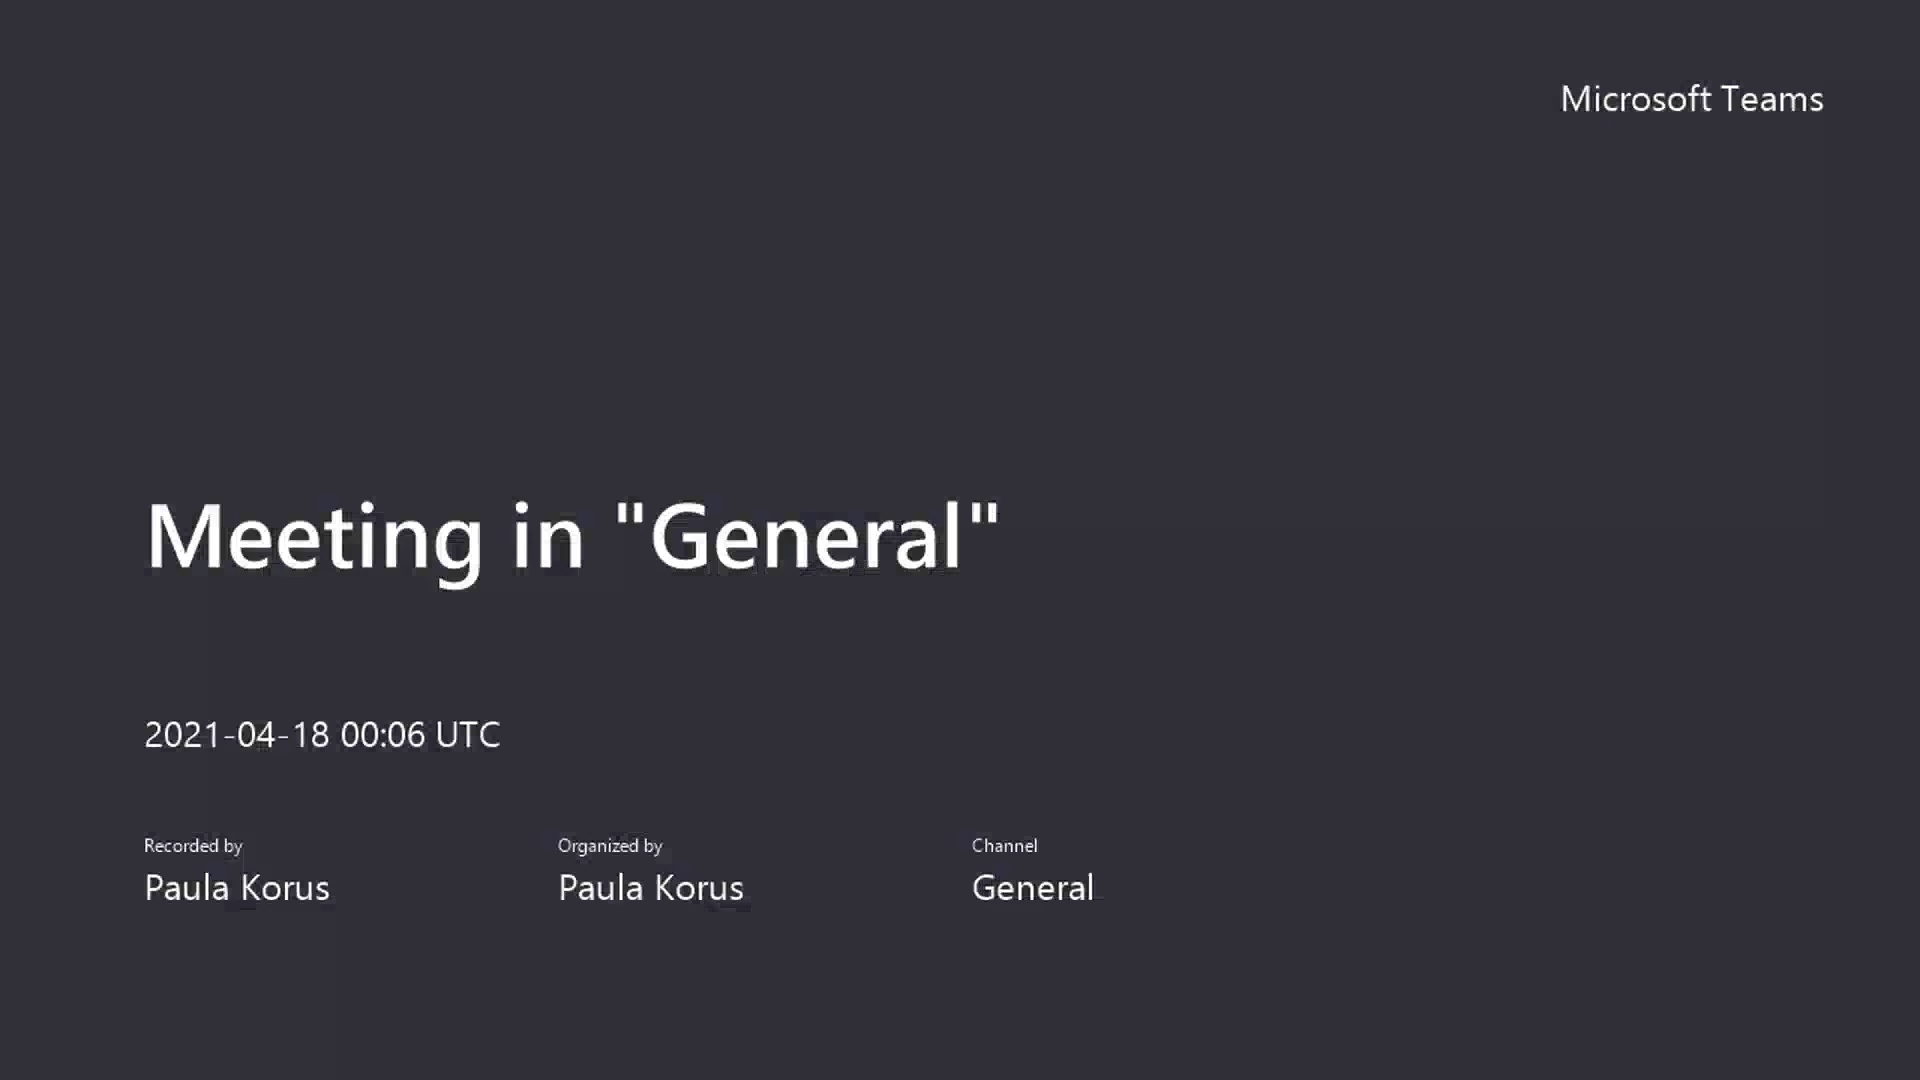 Microsoft Teams
Meeting in "General"
2021-04-18 00:06 UTC
Recorded by
Paula Korus
Organized by
Paula Korus
Channel
General